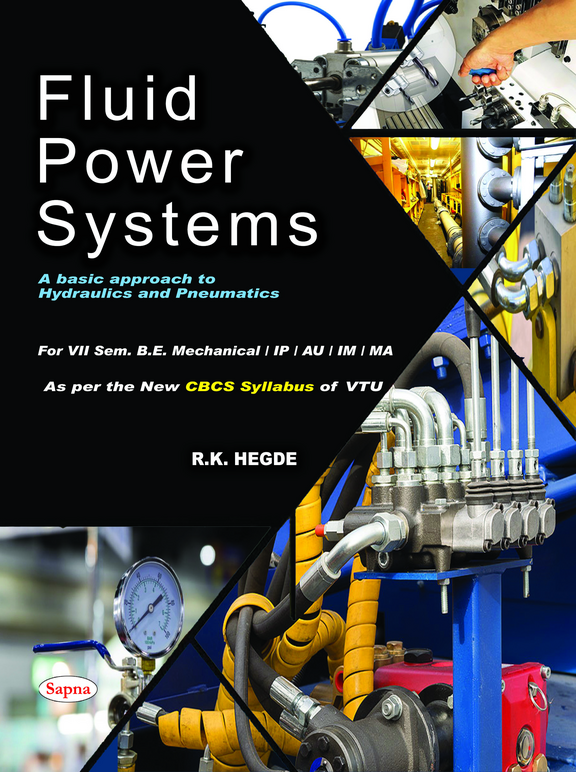 Fluid
Power
Systems
A basic approach to
Hydraulics and Pneumatics
For VII Sem. B.E. Mechanical / IP / AU / IM / MA
As per the New CBCS Syllabus of VTU
R.K. HEGDE
Sapna